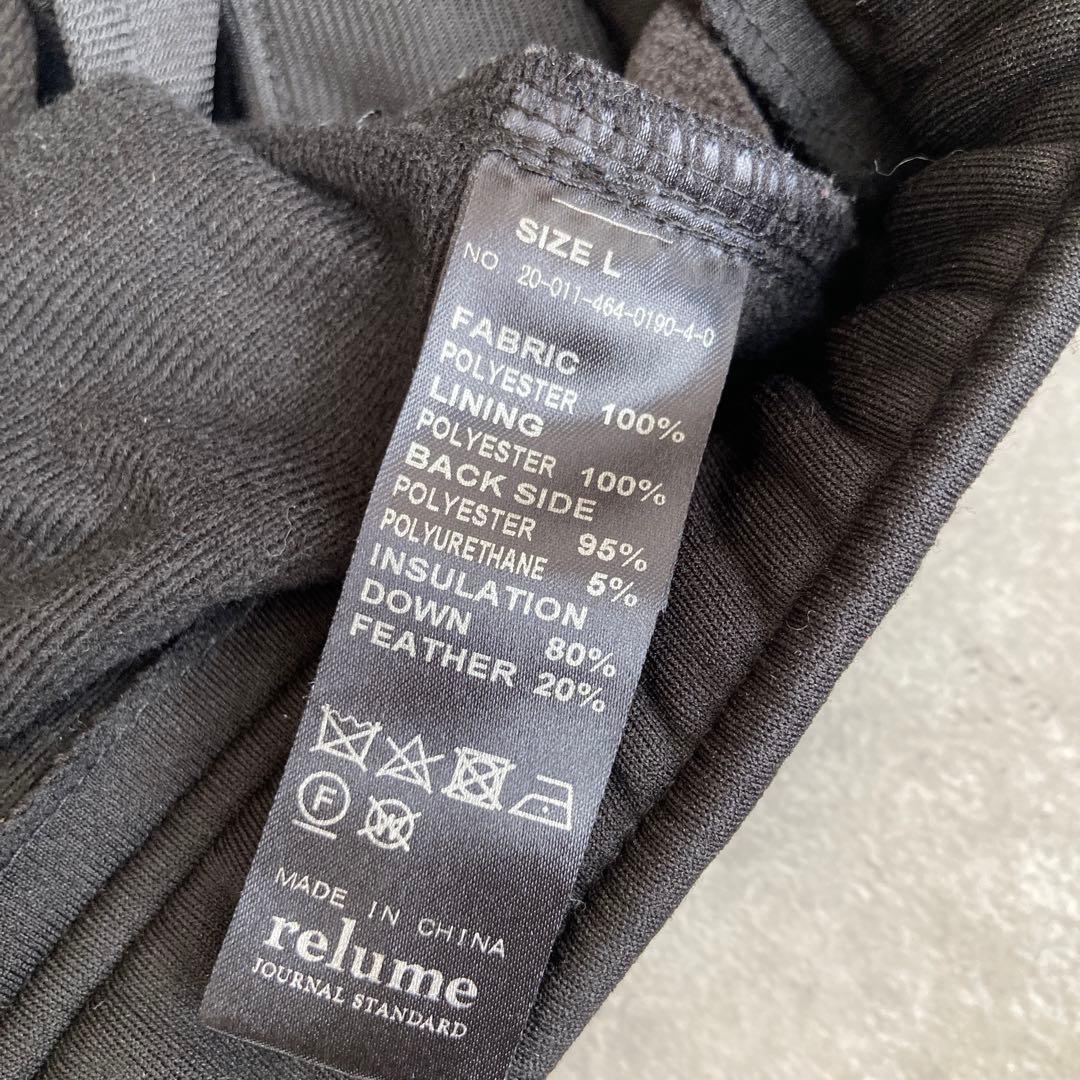 SIZE L
NO 20-011-464-0190-4-0
FABRIC
POLYESTER 100%
LINING
POLYESTER 100%
BACK SIDE
POLYESTER 95%
POLYURETHANE 5%
INSULATION
DOWN 80%
FEATHER 20%
F W
MADE IN CHINA
relume
JOURNAL STANDARD